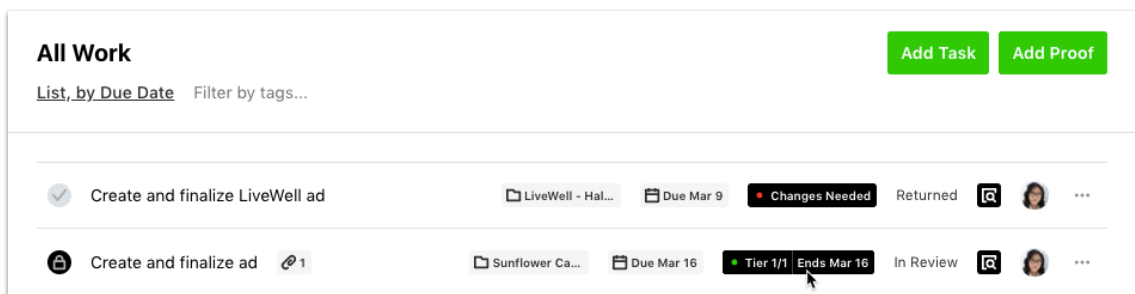 All Work
Add Task
Add Proof
List, by Due Date Filter by tags...
Create and finalize LiveWell ad LiveWell - Hal... Due Mar 9 Changes Needed Returned
Create and finalize ad 1 Sunflower Ca... Due Mar 16 Tier 1/1 Ends Mar 16 In Review